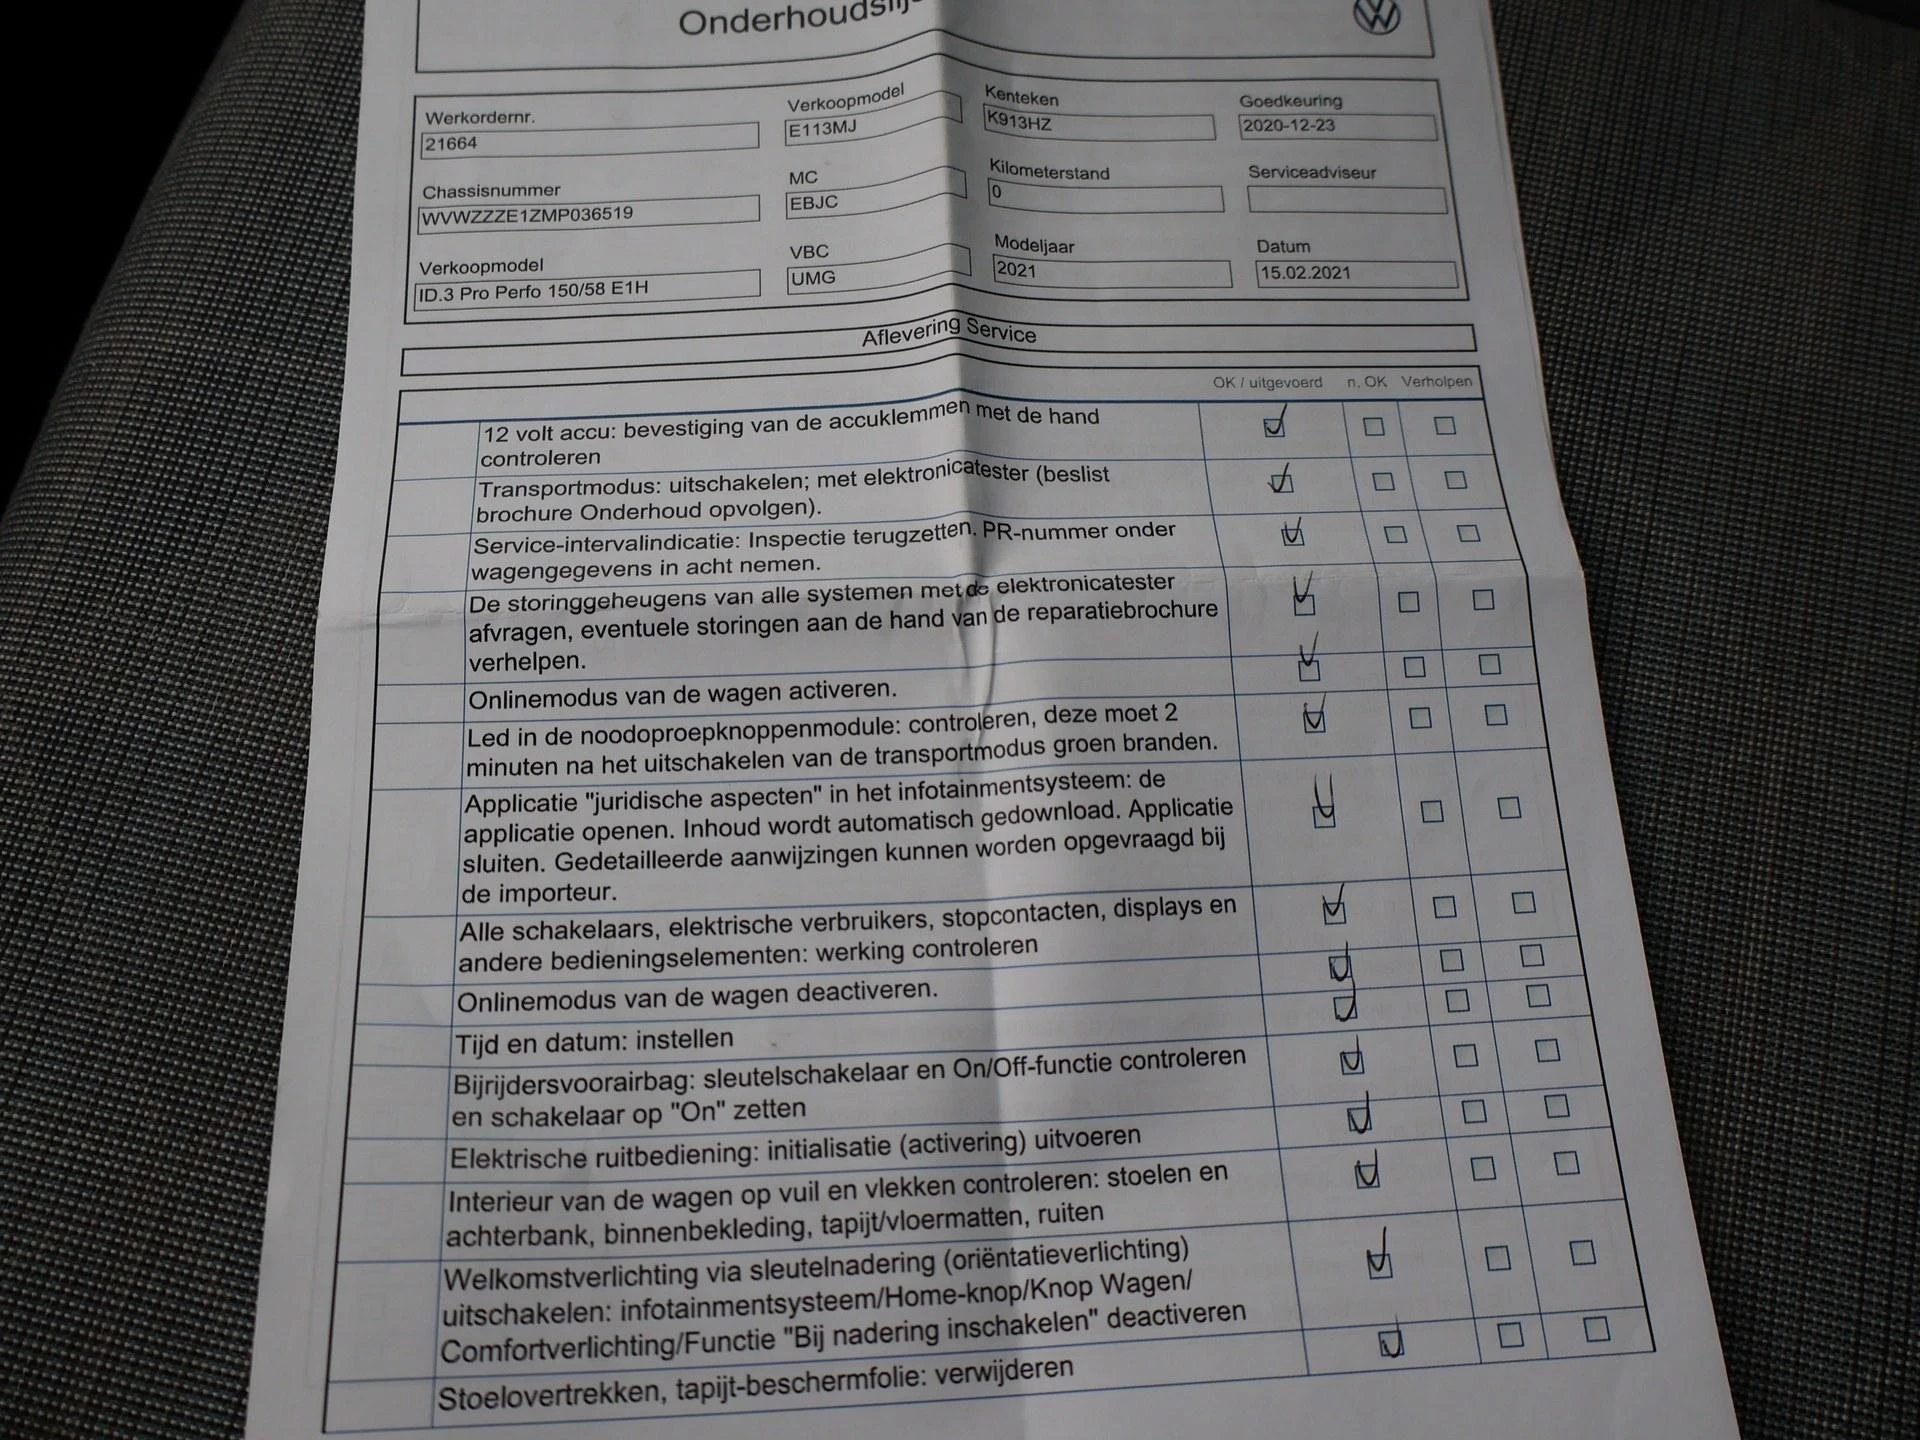 Onderhoudslijs
Werkordernr.
21664
Verkoopmodel
E113MJ
Kenteken
K913HZ
Goedkeuring
2020-12-23
Chassisnummer
WVWZZZE1ZMP036519
MC
EBJC
Kilometerstand
0
Serviceadviseur
Verkoopmodel
ID.3 Pro Perfo 150/58 E1H
VBC
UMG
Modeljaar
2021
Datum
15.02.2021
Aflevering Service
OK / uitgevoerd n. OK Verholpen
12 volt accu: bevestiging van de accuklemmen met de hand
controleren
Transportmodus: uitschakelen; met elektronicatester (beslist
brochure Onderhoud opvolgen).
Service-intervalindicatie: Inspectie terugzetten. PR-nummer onder
wagengegevens in acht nemen.
De storinggeheugens van alle systemen met de elektronicatester
afvragen, eventuele storingen aan de hand van de reparatiebrochure
verhelpen.
Onlinemodus van de wagen activeren.
Led in de noodoproepknoppenmodule: controleren, deze moet 2
minuten na het uitschakelen van de transportmodus groen branden.
Applicatie "juridische aspecten" in het infotainmentsysteem: de
applicatie openen. Inhoud wordt automatisch gedownload. Applicatie
sluiten. Gedetailleerde aanwijzingen kunnen worden opgevraagd bij
de importeur.
Alle schakelaars, elektrische verbruikers, stopcontacten, displays en
andere bedieningselementen: werking controleren
Onlinemodus van de wagen deactiveren.
Tijd en datum: instellen
Bijrijdersvoorairbag: sleutelschakelaar en On/Off-functie controleren
en schakelaar op "On" zetten
Elektrische ruitbediening: initialisatie (activering) uitvoeren
Interieur van de wagen op vuil en vlekken controleren: stoelen en
achterbank, binnenbekleding, tapijt/vloermatten, ruiten
Welkomstverlichting via sleutelnadering (oriëntatieverlichting)
uitschakelen: infotainmentsysteem/Home-knop/Knop Wagen/
Comfortverlichting/Functie "Bij nadering inschakelen" deactiveren
Stoelovertrekken, tapijt-beschermfolie: verwijderen